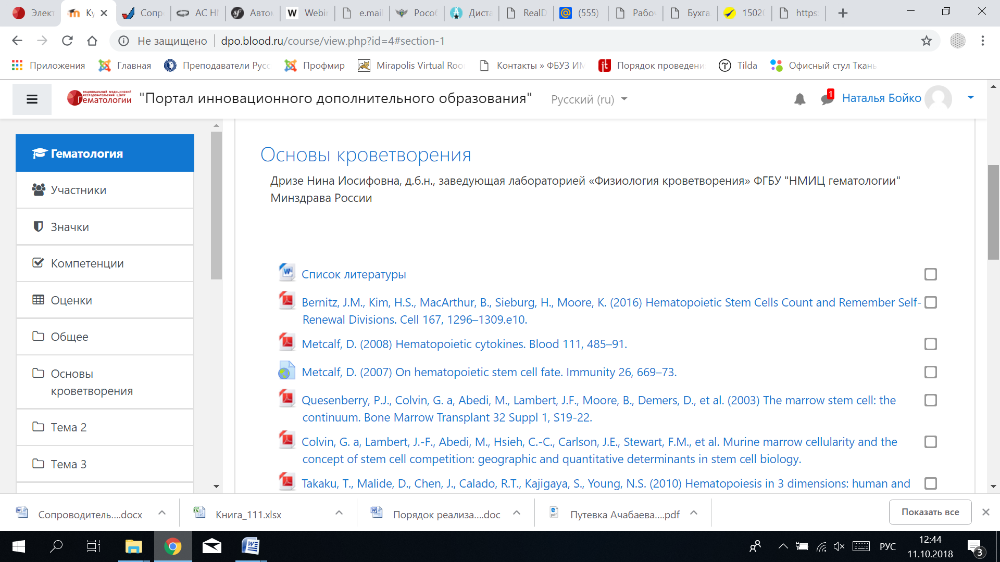 Элект
Ку
Сопр
АС Н
Автом
Webin
e.mail
Рособ
Диста
RealD
(555)
Рабоч
Бухга
1502
https:
Не защищено
dpo.blood.ru/course/view.php?id=4#section-1
Приложения
Главная
Преподаватели Русс
Профмир
Mirapolis Virtual Roo
Контакты » ФБУЗ ИМ
Порядок проведени
Tilda
Офисный стул Ткань
НАЦИОНАЛЬНЫЙ МЕДИЦИНСКИЙ
ИССЛЕДОВАТЕЛЬСКИЙ ЦЕНТР
Гематологии
"Портал инновационного дополнительного образования"
Русский (ru)
1
Наталья Бойко
Гематология
Участники
Значки
Компетенции
Оценки
Общее
Основы
кроветворения
Тема 2
Тема 3
Основы кроветворения
Дризе Нина Иосифовна, д.б.н., заведующая лабораторией «Физиология кроветворения» ФГБУ "НМИЦ гематологии"
Минздрава России
Список литературы
Bernitz, J.M., Kim, H.S., MacArthur, B., Sieburg, H., Moore, K. (2016) Hematopoietic Stem Cells Count and Remember Self-
Renewal Divisions. Cell 167, 1296–1309.e10.
Metcalf, D. (2008) Hematopoietic cytokines. Blood 111, 485–91.
Metcalf, D. (2007) On hematopoietic stem cell fate. Immunity 26, 669–73.
Quesenberry, P.J., Colvin, G. a, Abedi, M., Lambert, J.F., Moore, B., Demers, D., et al. (2003) The marrow stem cell: the
continuum. Bone Marrow Transplant 32 Suppl 1, S19-22.
Colvin, G. a, Lambert, J.-F., Abedi, M., Hsieh, C.-C., Carlson, J.E., Stewart, F.M., et al. Murine marrow cellularity and the
concept of stem cell competition: geographic and quantitative determinants in stem cell biology.
Takaku, T., Malide, D., Chen, J., Calado, R.T., Kajigaya, S., Young, N.S. (2010) Hematopoiesis in 3 dimensions: human and
Сопроводитель....docx
Книга_111.xlsx
Порядок реализа....doc
Путевка Ачабаева....pdf
Показать все
РУС
12:44
11.10.2018
3